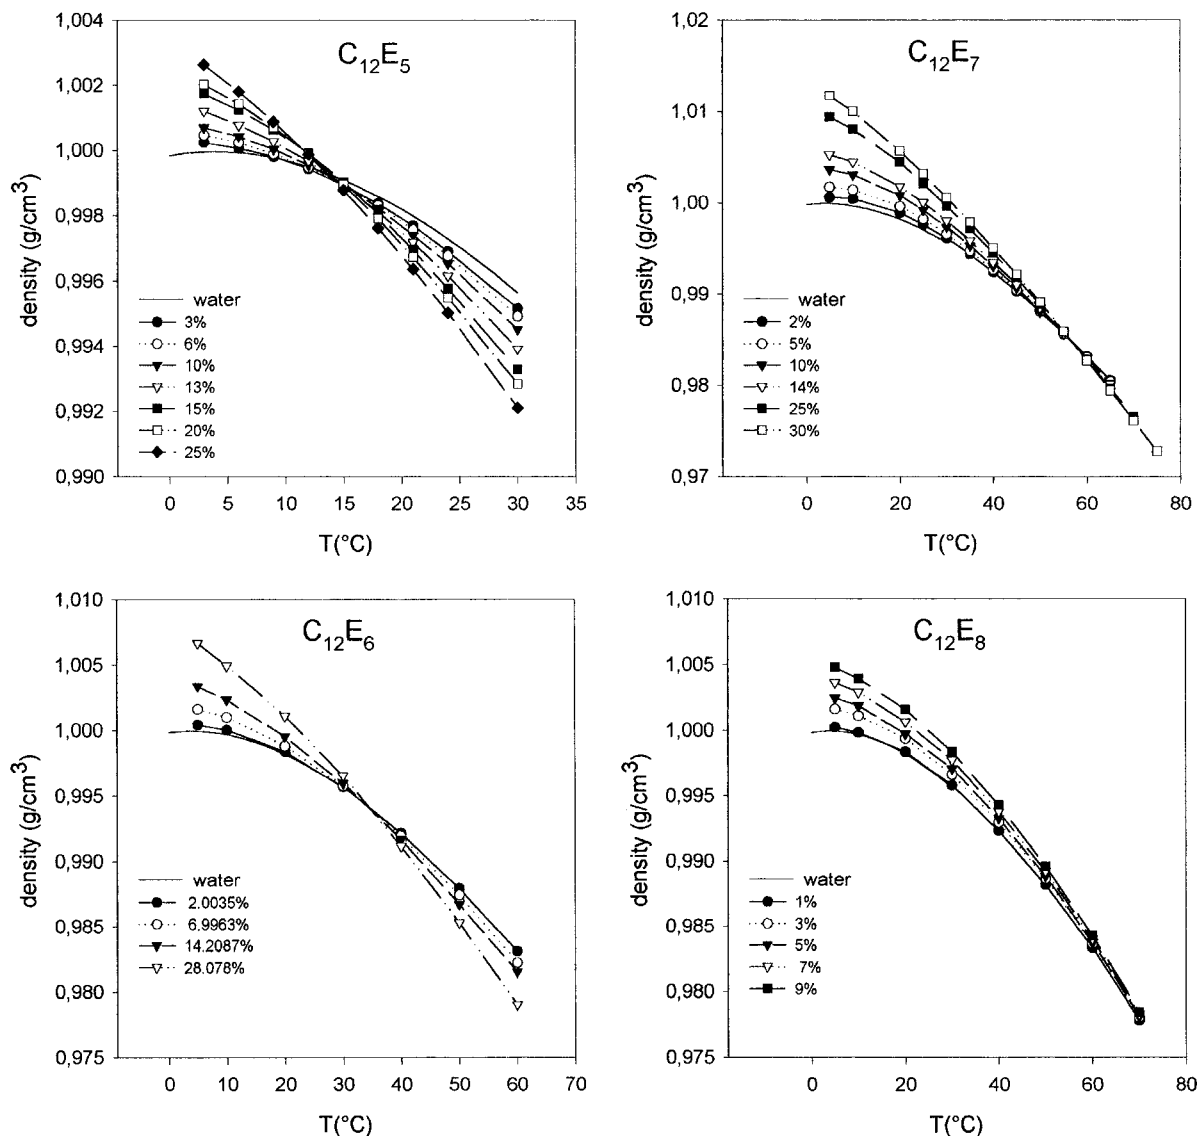 C12E5
density (g/cm3)
1,004
1,002
1,000
0,998
0,996
0,994
0,992
0,990
water
3%
6%
10%
13%
15%
20%
25%
0 5 10 15 20 25 30 35
T(°C)
C12E7
density (g/cm3)
1,02
1,01
1,00
0,99
0,98
0,97
water
2%
5%
10%
14%
25%
30%
0 20 40 60 80
T(°C)
C12E6
density (g/cm3)
1,010
1,005
1,000
0,995
0,990
0,985
0,980
0,975
water
2.0035%
6.9963%
14.2087%
28.078%
0 10 20 30 40 50 60 70
T(°C)
C12E8
density (g/cm3)
1,010
1,005
1,000
0,995
0,990
0,985
0,980
0,975
water
1%
3%
5%
7%
9%
0 20 40 60 80
T(°C)